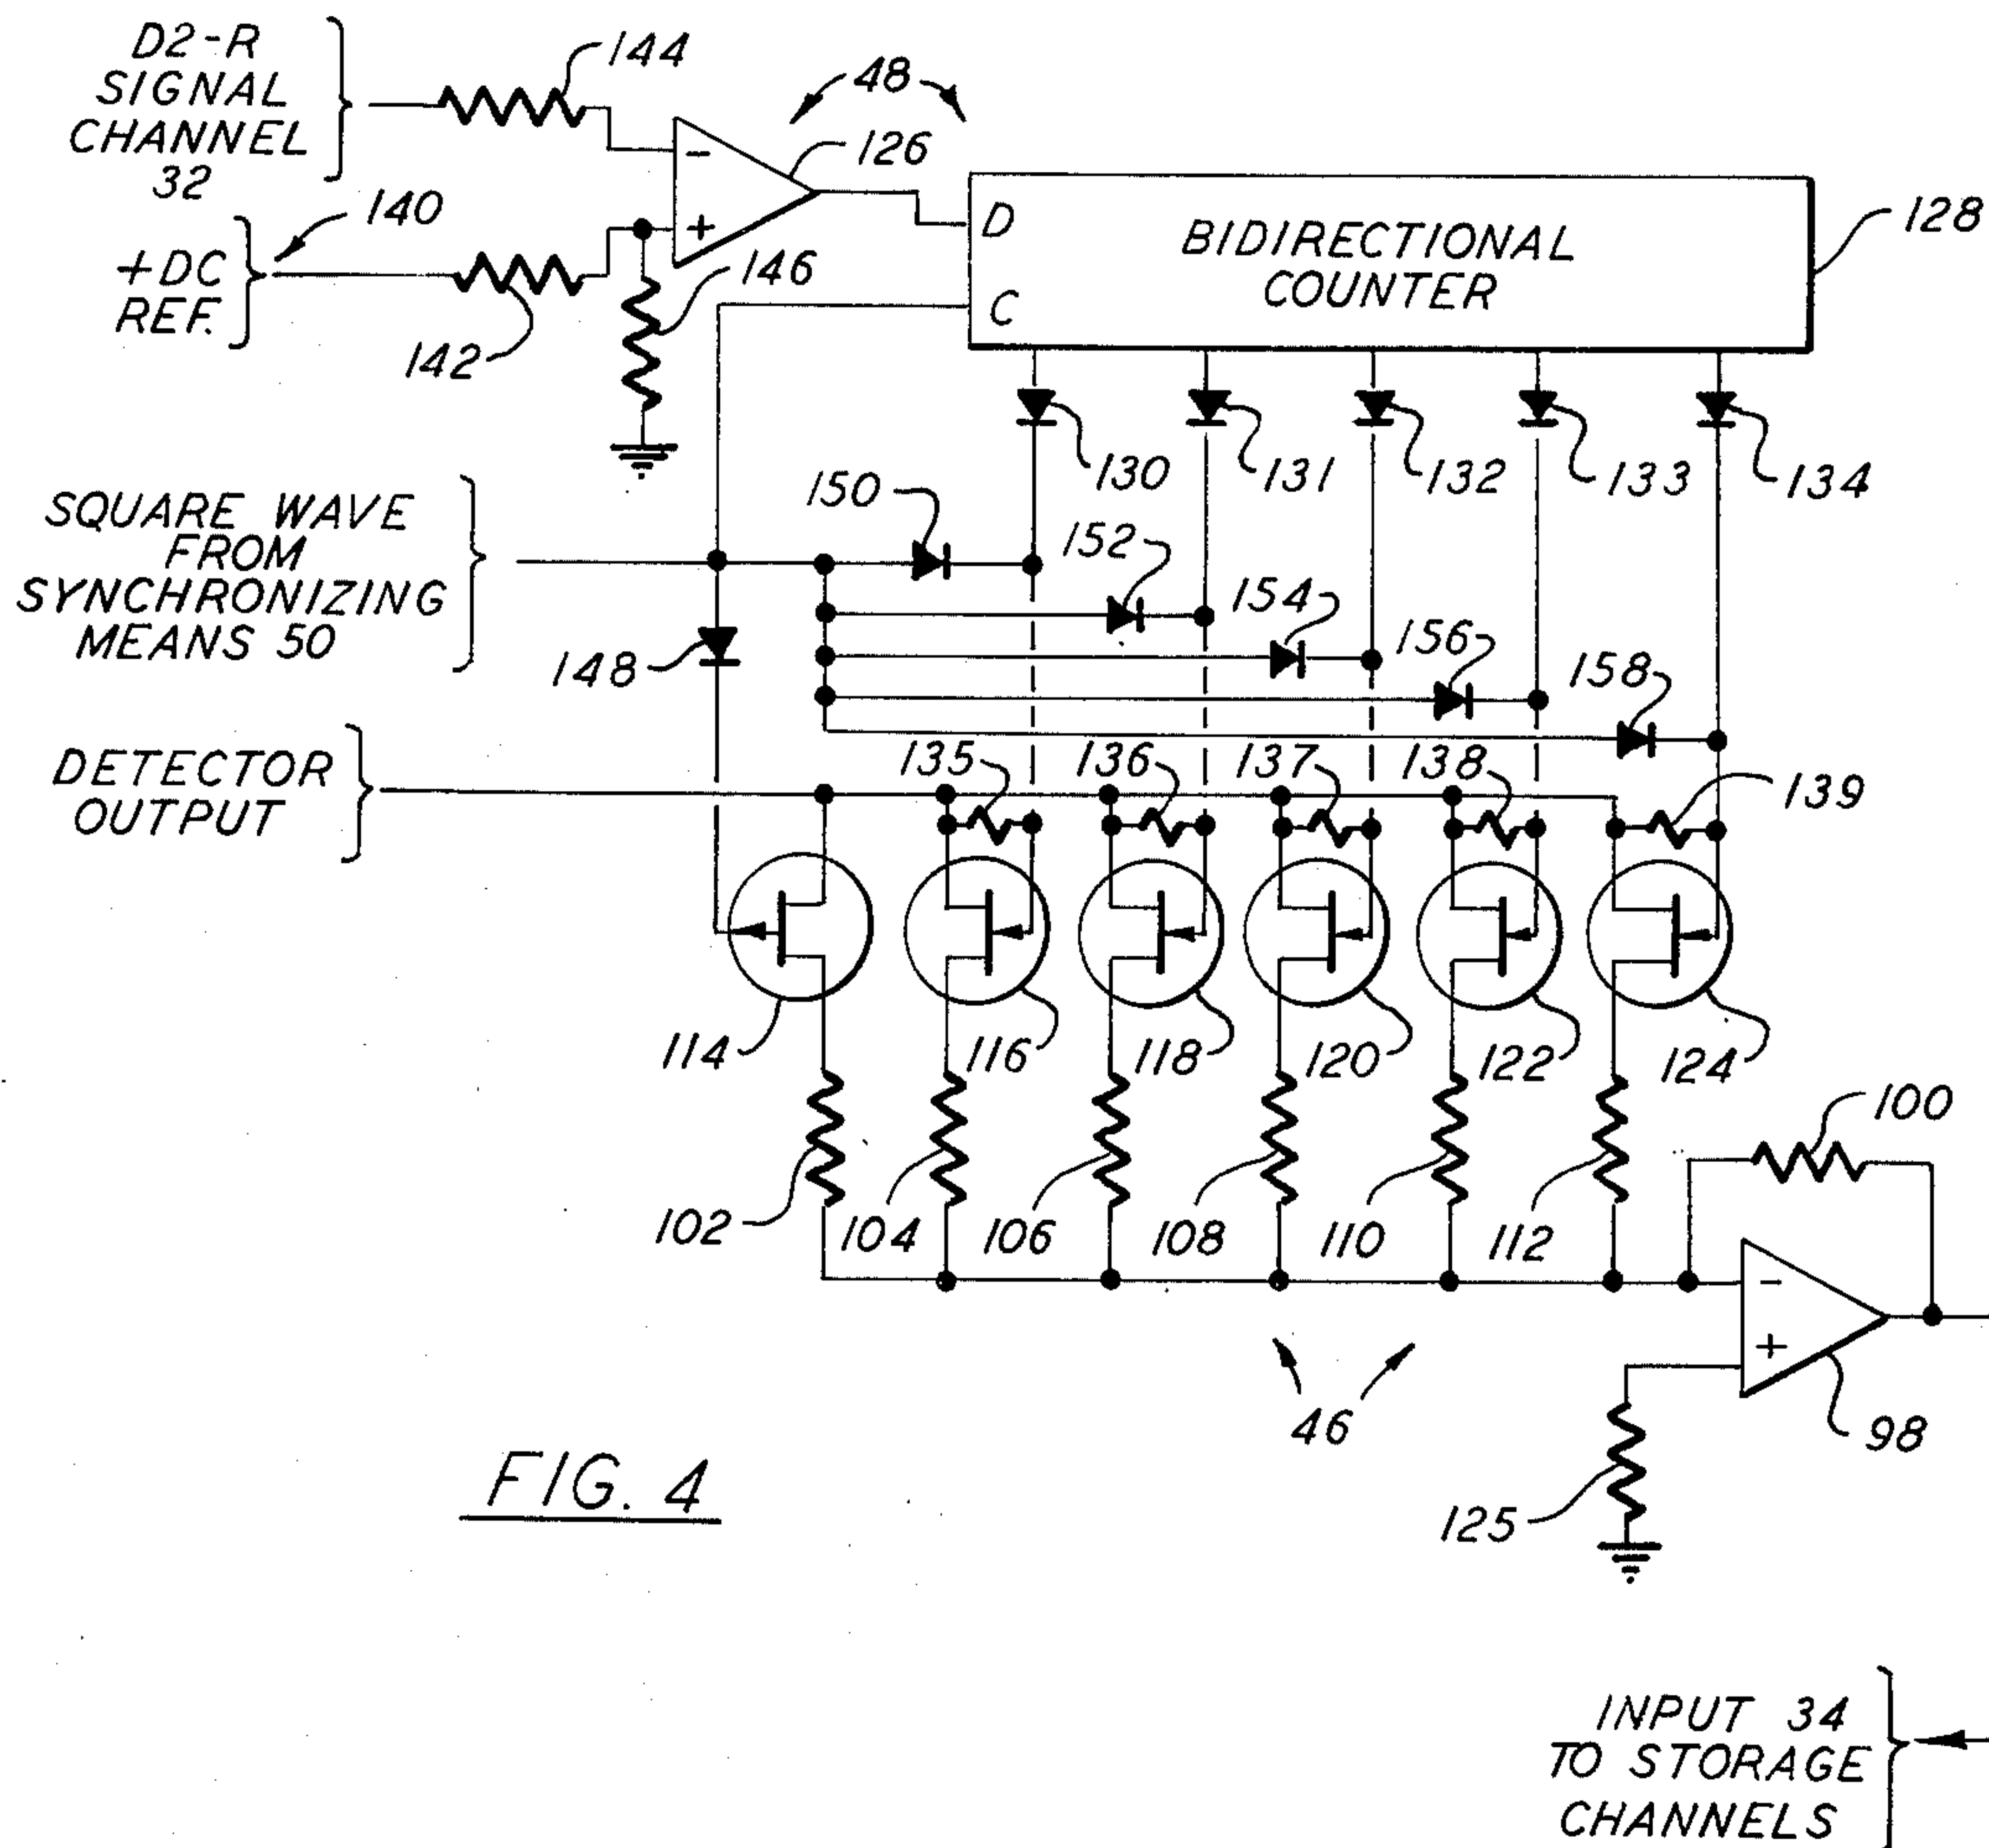 D2-R
SIGNAL
CHANNEL
32
144
48
126
140
+DC
REF.
142
146
-
+
D
C
BIDIRECTIONAL
COUNTER
128
130
131
132
133
134
SQUARE WAVE
FROM
SYNCHRONIZING
MEANS 50
150
152
154
156
158
148
DETECTOR
OUTPUT
135
136
137
138
139
114
116
118
120
122
124
100
102
104
106
108
110
112
-
+
98
46
125
FIG. 4
INPUT 34
TO STORAGE
CHANNELS